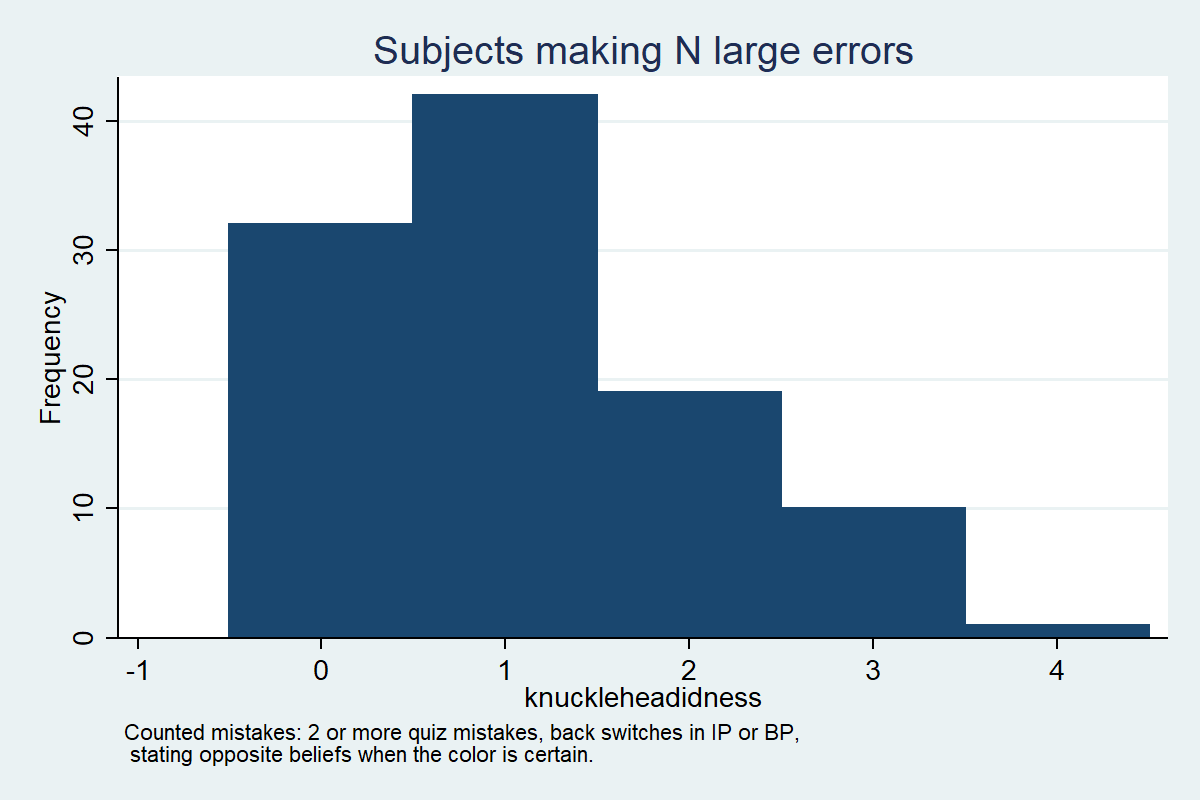 Subjects making N large errors
40
30
20
10
0
Frequency
-1 0 1 2 3 4
knuckleheadidness
Counted mistakes: 2 or more quiz mistakes, back switches in IP or BP,
stating opposite beliefs when the color is certain.